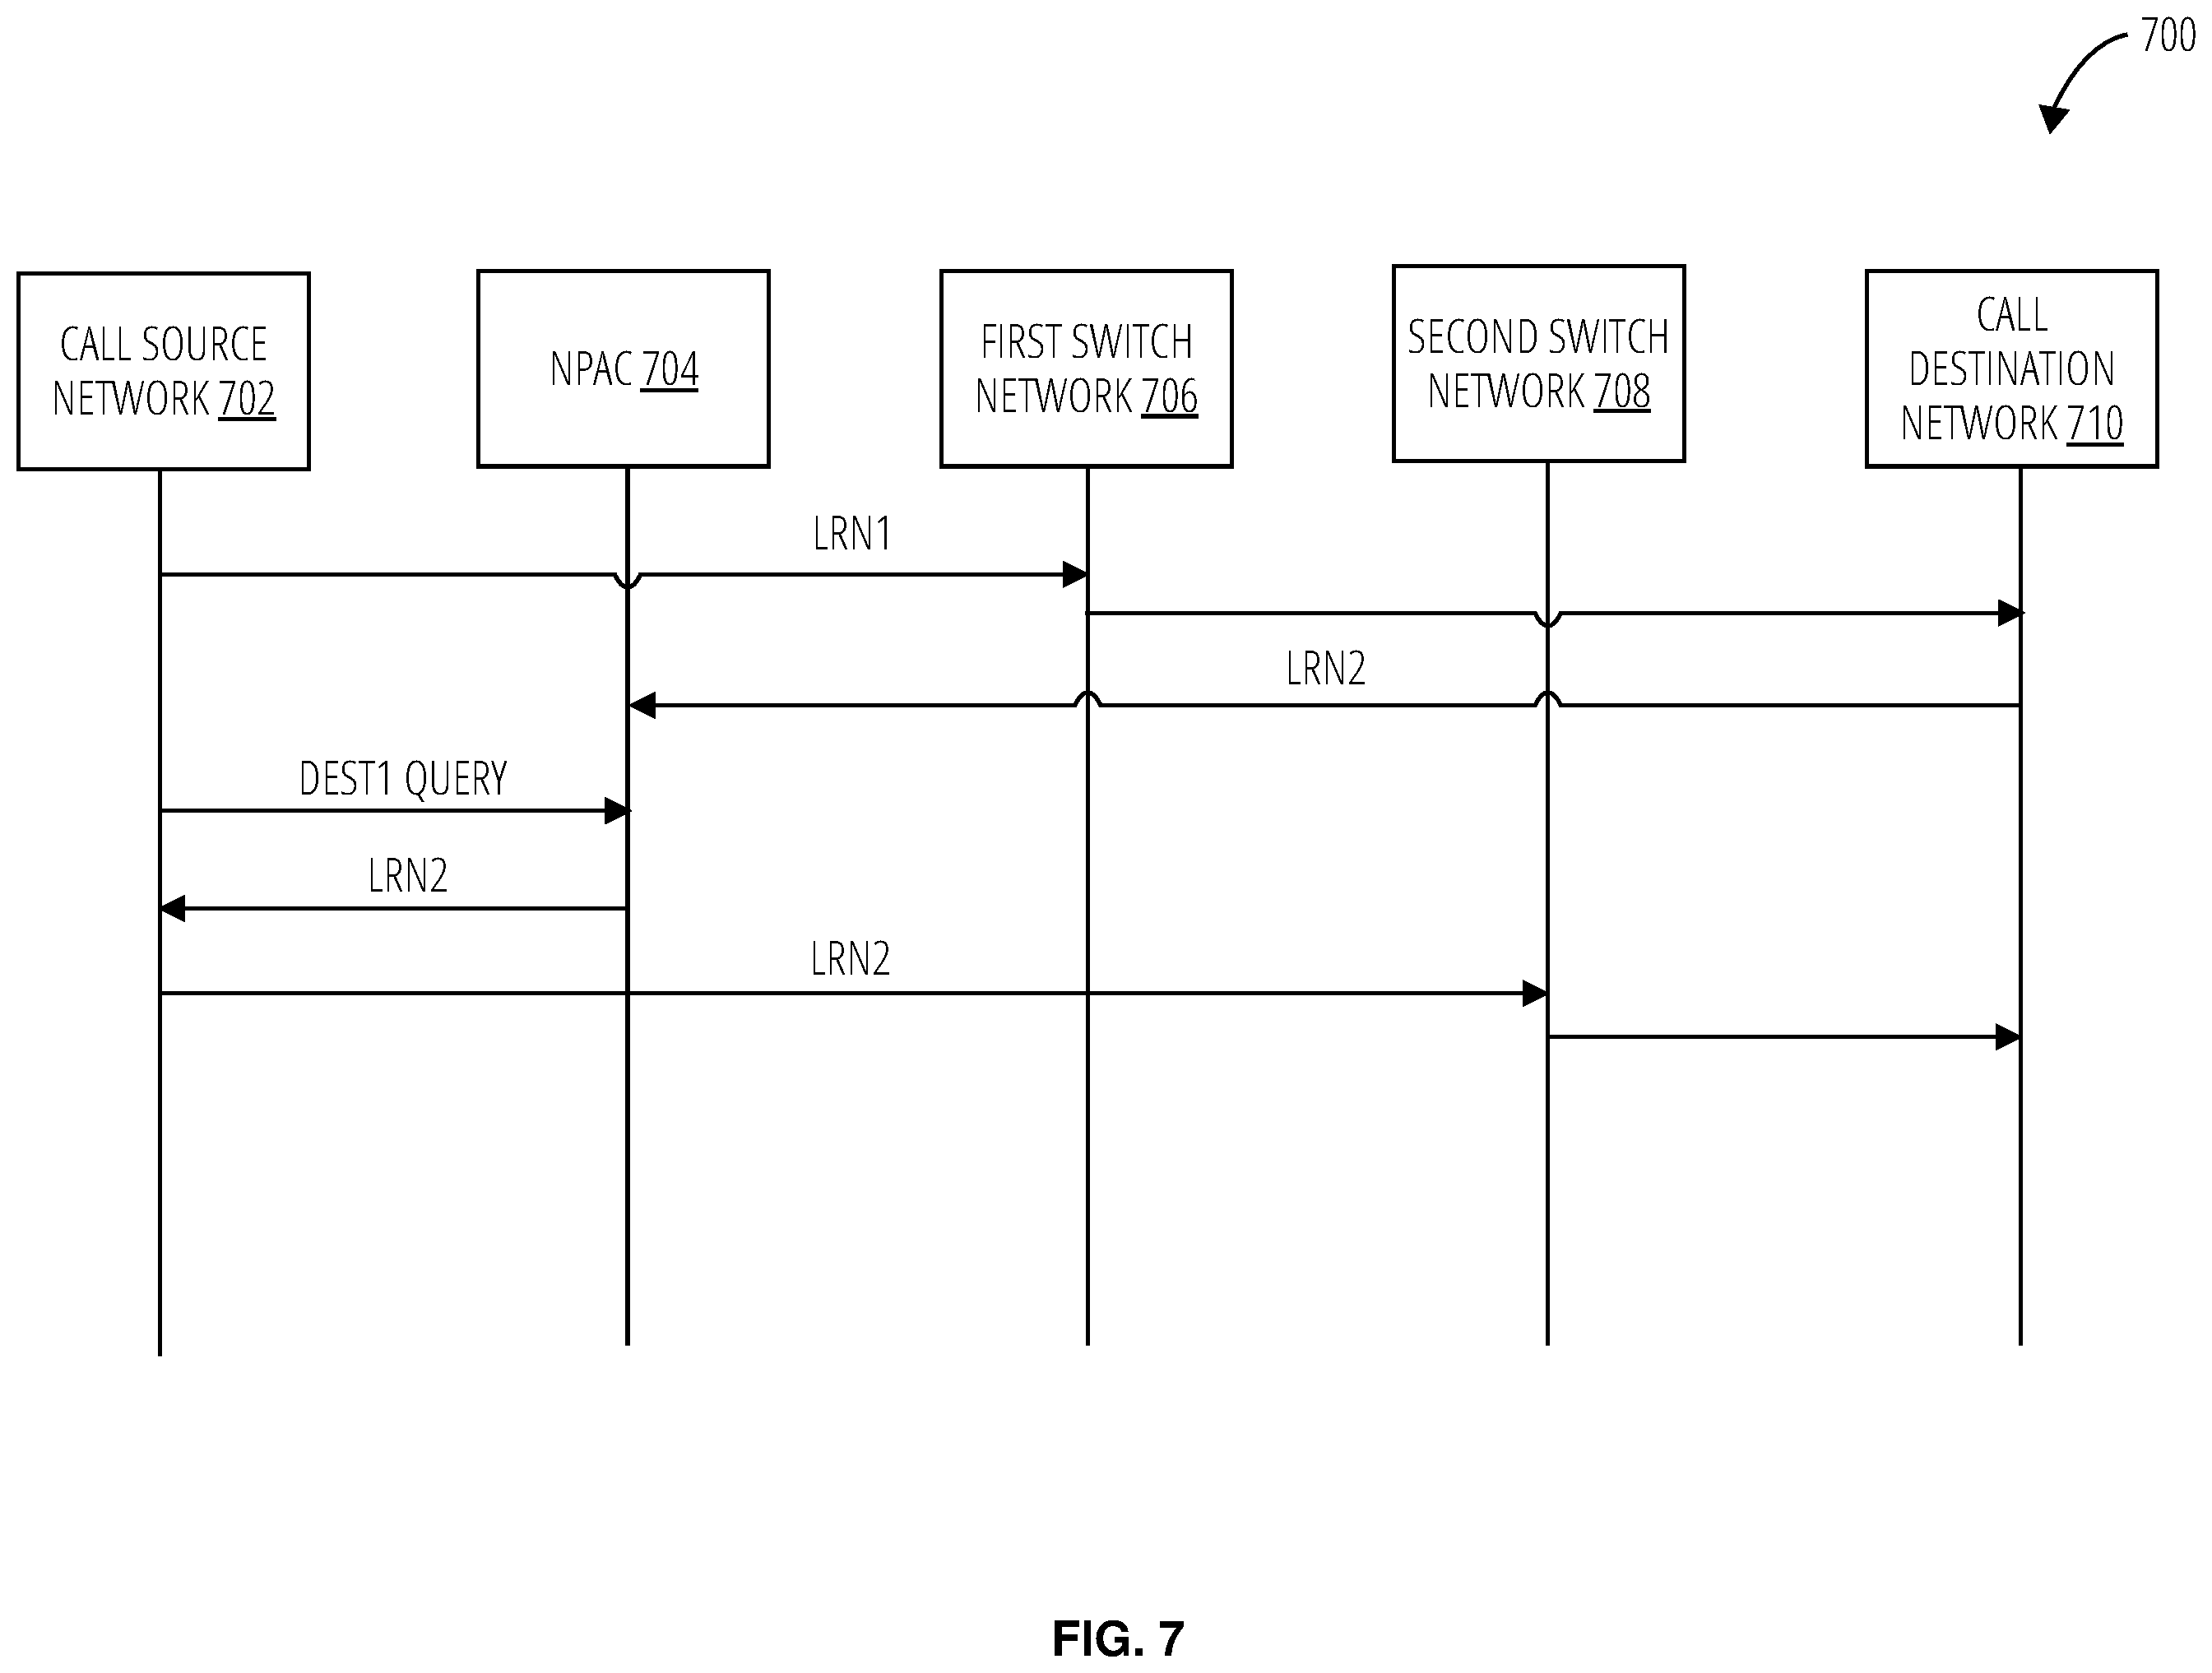 700
CALL SOURCE
NETWORK 702
NPAC 704
FIRST SWITCH
NETWORK 706
SECOND SWITCH
NETWORK 708
CALL
DESTINATION
NETWORK 710
LRN1
LRN2
DEST1 QUERY
LRN2
LRN2
FIG. 7